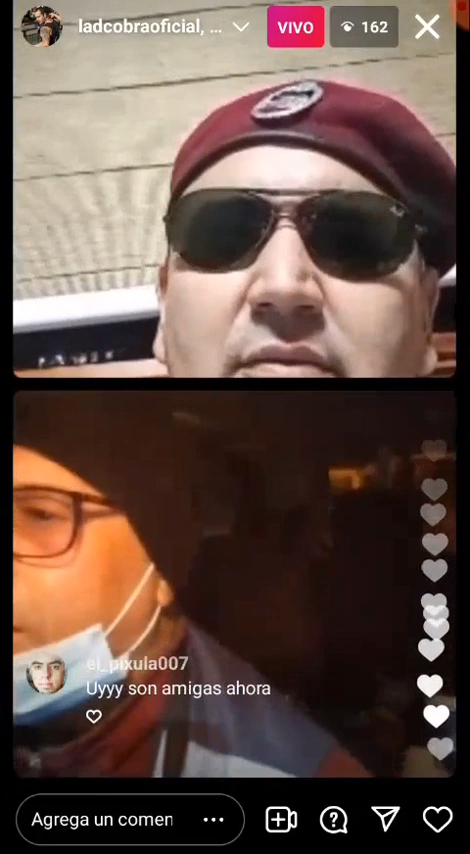 ladcobraoficial, ...
VIVO
162
el_pixula007
Uyyy son amigas ahora
Agrega un comen